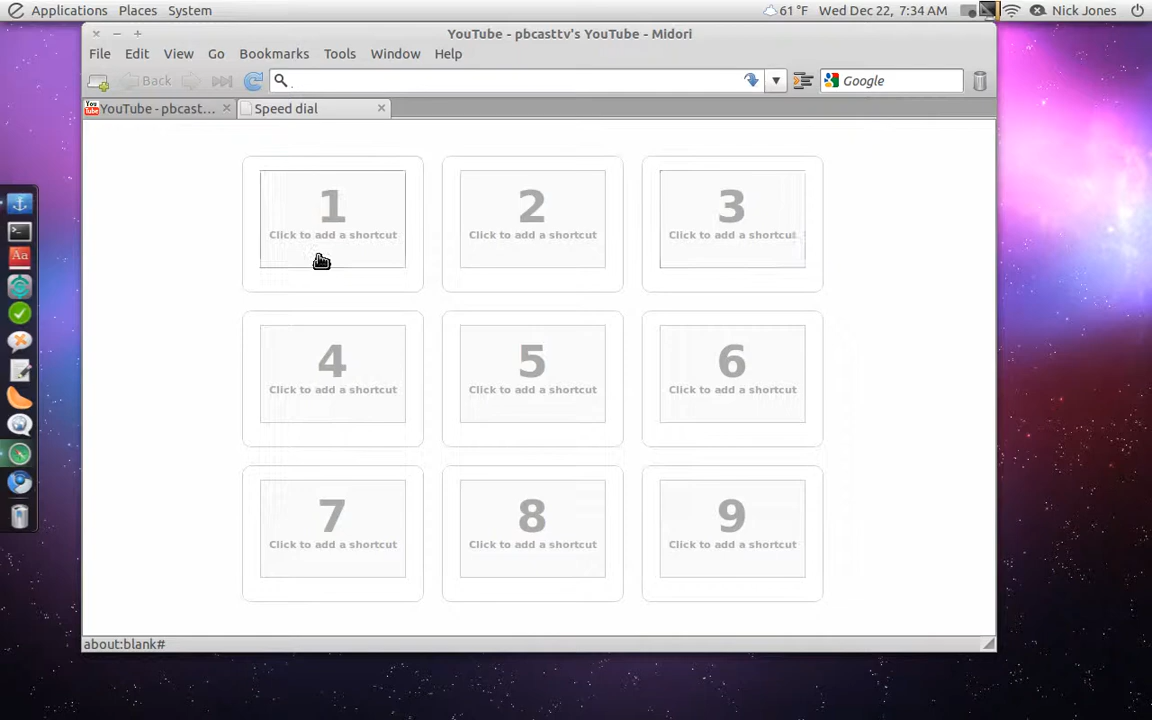 Applications Places System 61 °F Wed Dec 22, 7:34 AM Nick Jones
YouTube - pbcasttv's YouTube - Midori
File Edit View Go Bookmarks Tools Window Help
Back . Google
You Tube YouTube - pbcast... Speed dial
1 2 3
Click to add a shortcut Click to add a shortcut Click to add a shortcut
4 5 6
Click to add a shortcut Click to add a shortcut Click to add a shortcut
7 8 9
Click to add a shortcut Click to add a shortcut Click to add a shortcut
about:blank#
Aa